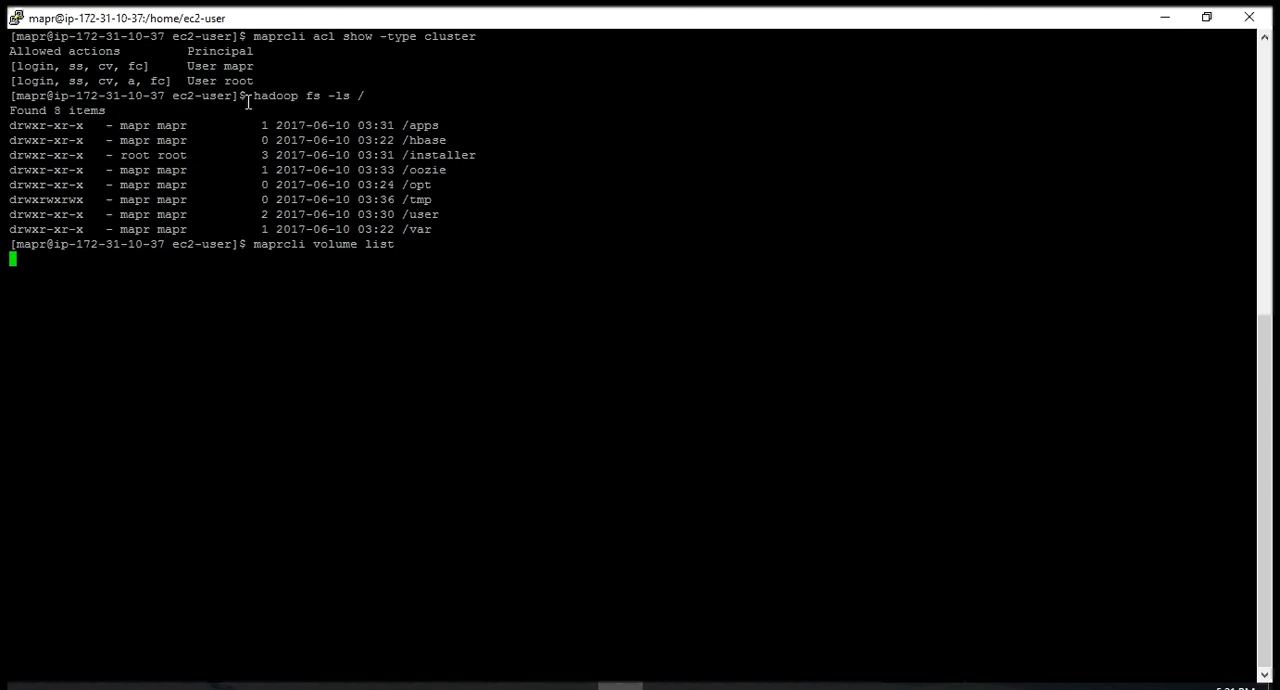 mapr@ip-172-31-10-37:/home/ec2-user
[mapr@ip-172-31-10-37 ec2-user]$ maprcli acl show -type cluster
Allowed actions         Principal
[login, ss, cv, fc]     User mapr
[login, ss, cv, a, fc]  User root
[mapr@ip-172-31-10-37 ec2-user]$ hadoop fs -ls /
Found 8 items
drwxr-xr-x   - mapr mapr          1 2017-06-10 03:31 /apps
drwxr-xr-x   - mapr mapr          0 2017-06-10 03:22 /hbase
drwxr-xr-x   - root root          3 2017-06-10 03:31 /installer
drwxr-xr-x   - mapr mapr          1 2017-06-10 03:33 /oozie
drwxr-xr-x   - mapr mapr          0 2017-06-10 03:24 /opt
drwxrwxrwx   - mapr mapr          0 2017-06-10 03:36 /tmp
drwxr-xr-x   - mapr mapr          2 2017-06-10 03:30 /user
drwxr-xr-x   - mapr mapr          1 2017-06-10 03:22 /var
[mapr@ip-172-31-10-37 ec2-user]$ maprcli volume list